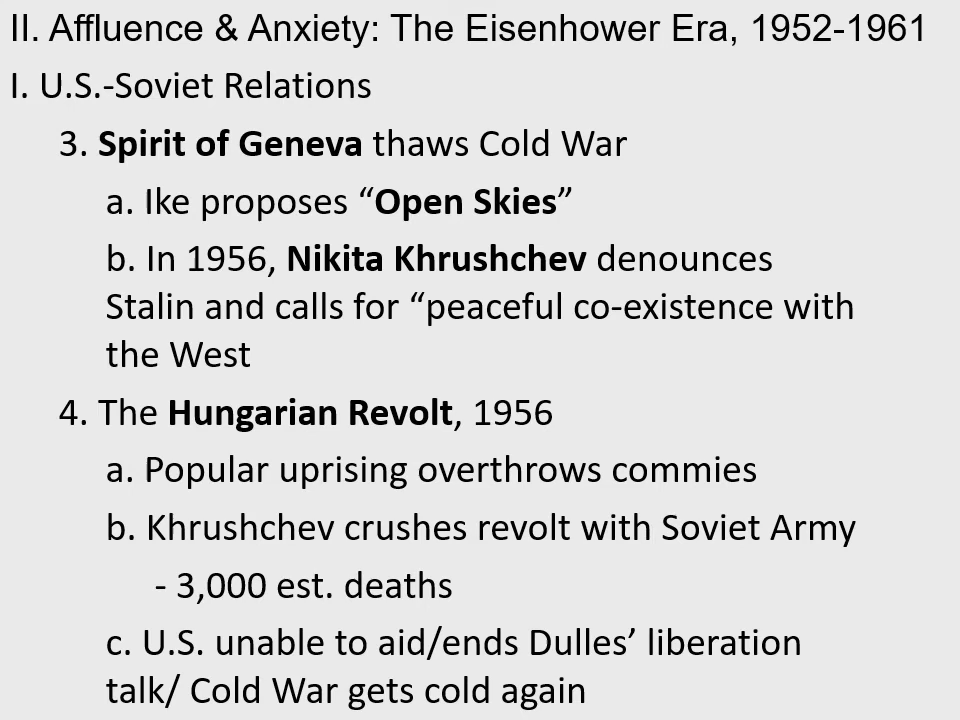 II. Affluence & Anxiety: The Eisenhower Era, 1952-1961
I. U.S.-Soviet Relations
3. Spirit of Geneva thaws Cold War
a. Ike proposes “Open Skies”
b. In 1956, Nikita Khrushchev denounces
Stalin and calls for “peaceful co-existence with
the West
4. The Hungarian Revolt, 1956
a. Popular uprising overthrows commies
b. Khrushchev crushes revolt with Soviet Army
- 3,000 est. deaths
c. U.S. unable to aid/ends Dulles’ liberation
talk/ Cold War gets cold again